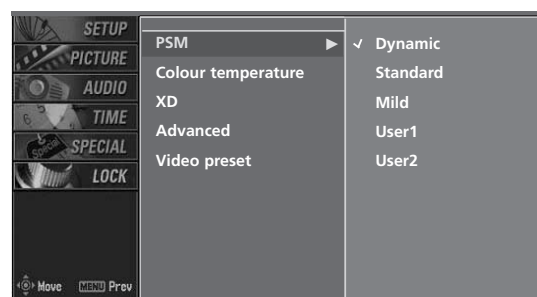 SETUP
PICTURE
AUDIO
TIME
SPECIAL
LOCK
Move MENU Prev
PSM
Colour temperature
XD
Advanced
Video preset
Dynamic
Standard
Mild
User1
User2